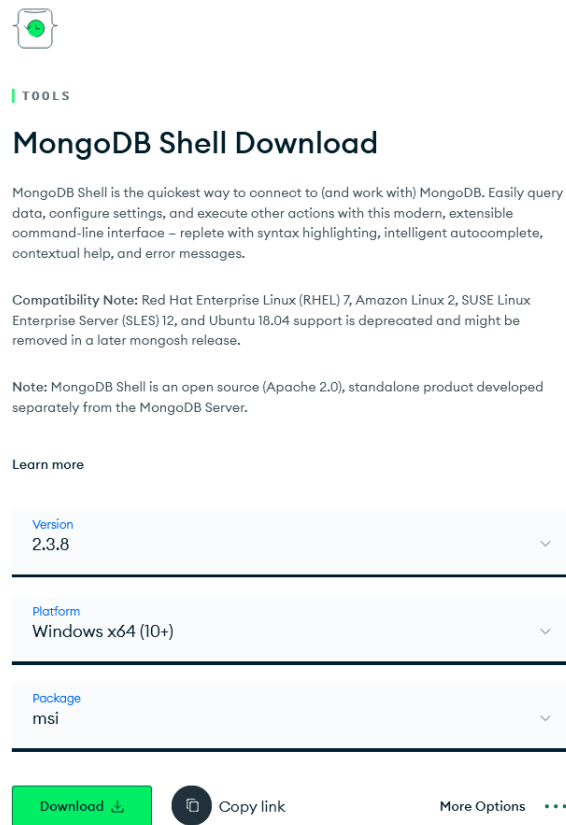 TOOLS
MongoDB Shell Download
MongoDB Shell is the quickest way to connect to (and work with) MongoDB. Easily query
data, configure settings, and execute other actions with this modern, extensible
command-line interface — replete with syntax highlighting, intelligent autocomplete,
contextual help, and error messages.
Compatibility Note: Red Hat Enterprise Linux (RHEL) 7, Amazon Linux 2, SUSE Linux
Enterprise Server (SLES) 12, and Ubuntu 18.04 support is deprecated and might be
removed in a later mongosh release.
Note: MongoDB Shell is an open source (Apache 2.0), standalone product developed
separately from the MongoDB Server.
Learn more
Version
2.3.8
Platform
Windows x64 (10+)
Package
msi
Download Copy link More Options